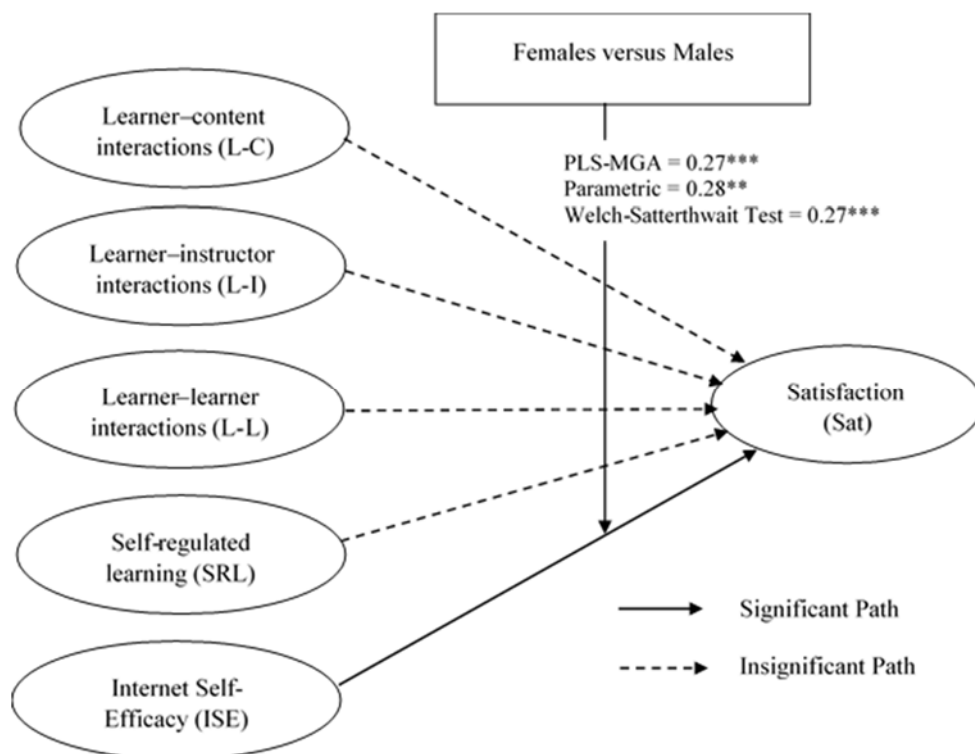 Females versus Males
Learner–content
interactions (L-C)
PLS-MGA = 0.27***
Parametric = 0.28**
Welch-Satterthwait Test = 0.27***
Learner–instructor
interactions (L-I)
Learner–learner
interactions (L-L)
Satisfaction
(Sat)
Self-regulated
learning (SRL)
Significant Path
Insignificant Path
Internet Self-
Efficacy (ISE)